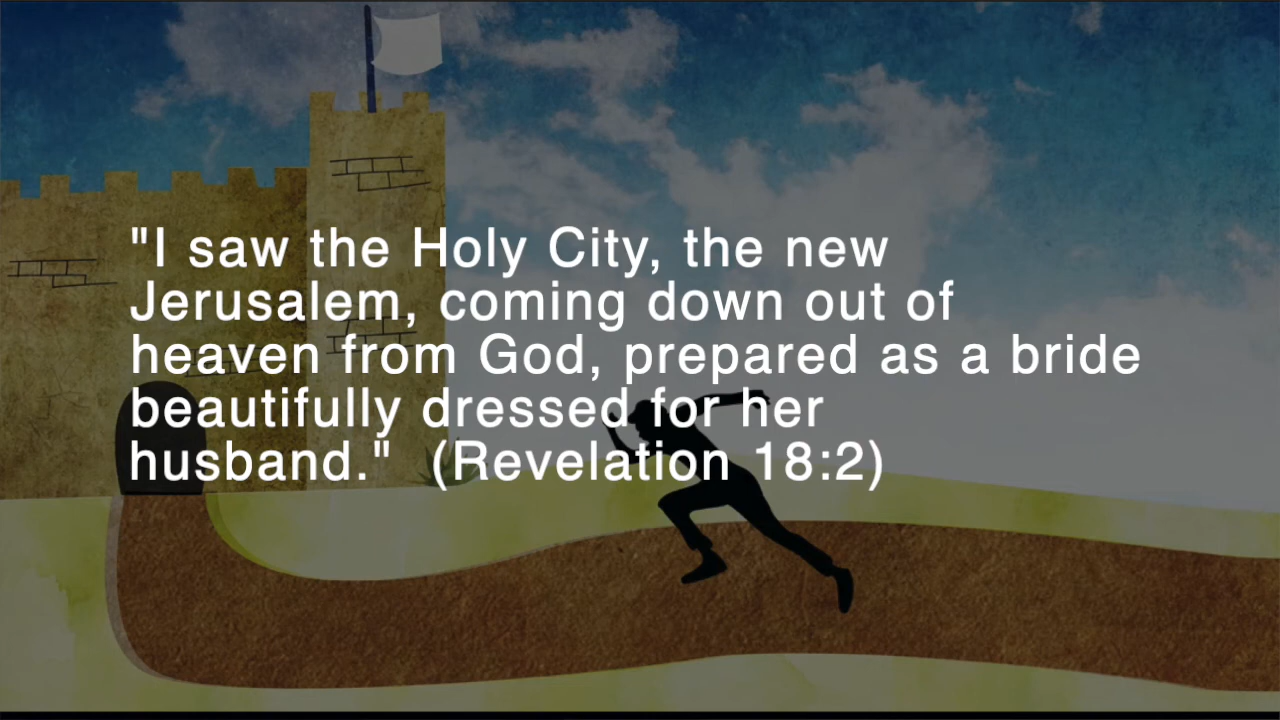 "I saw the Holy City, the new
Jerusalem, coming down out of
heaven from God, prepared as a bride
beautifully dressed for her
husband."  (Revelation 18:2)